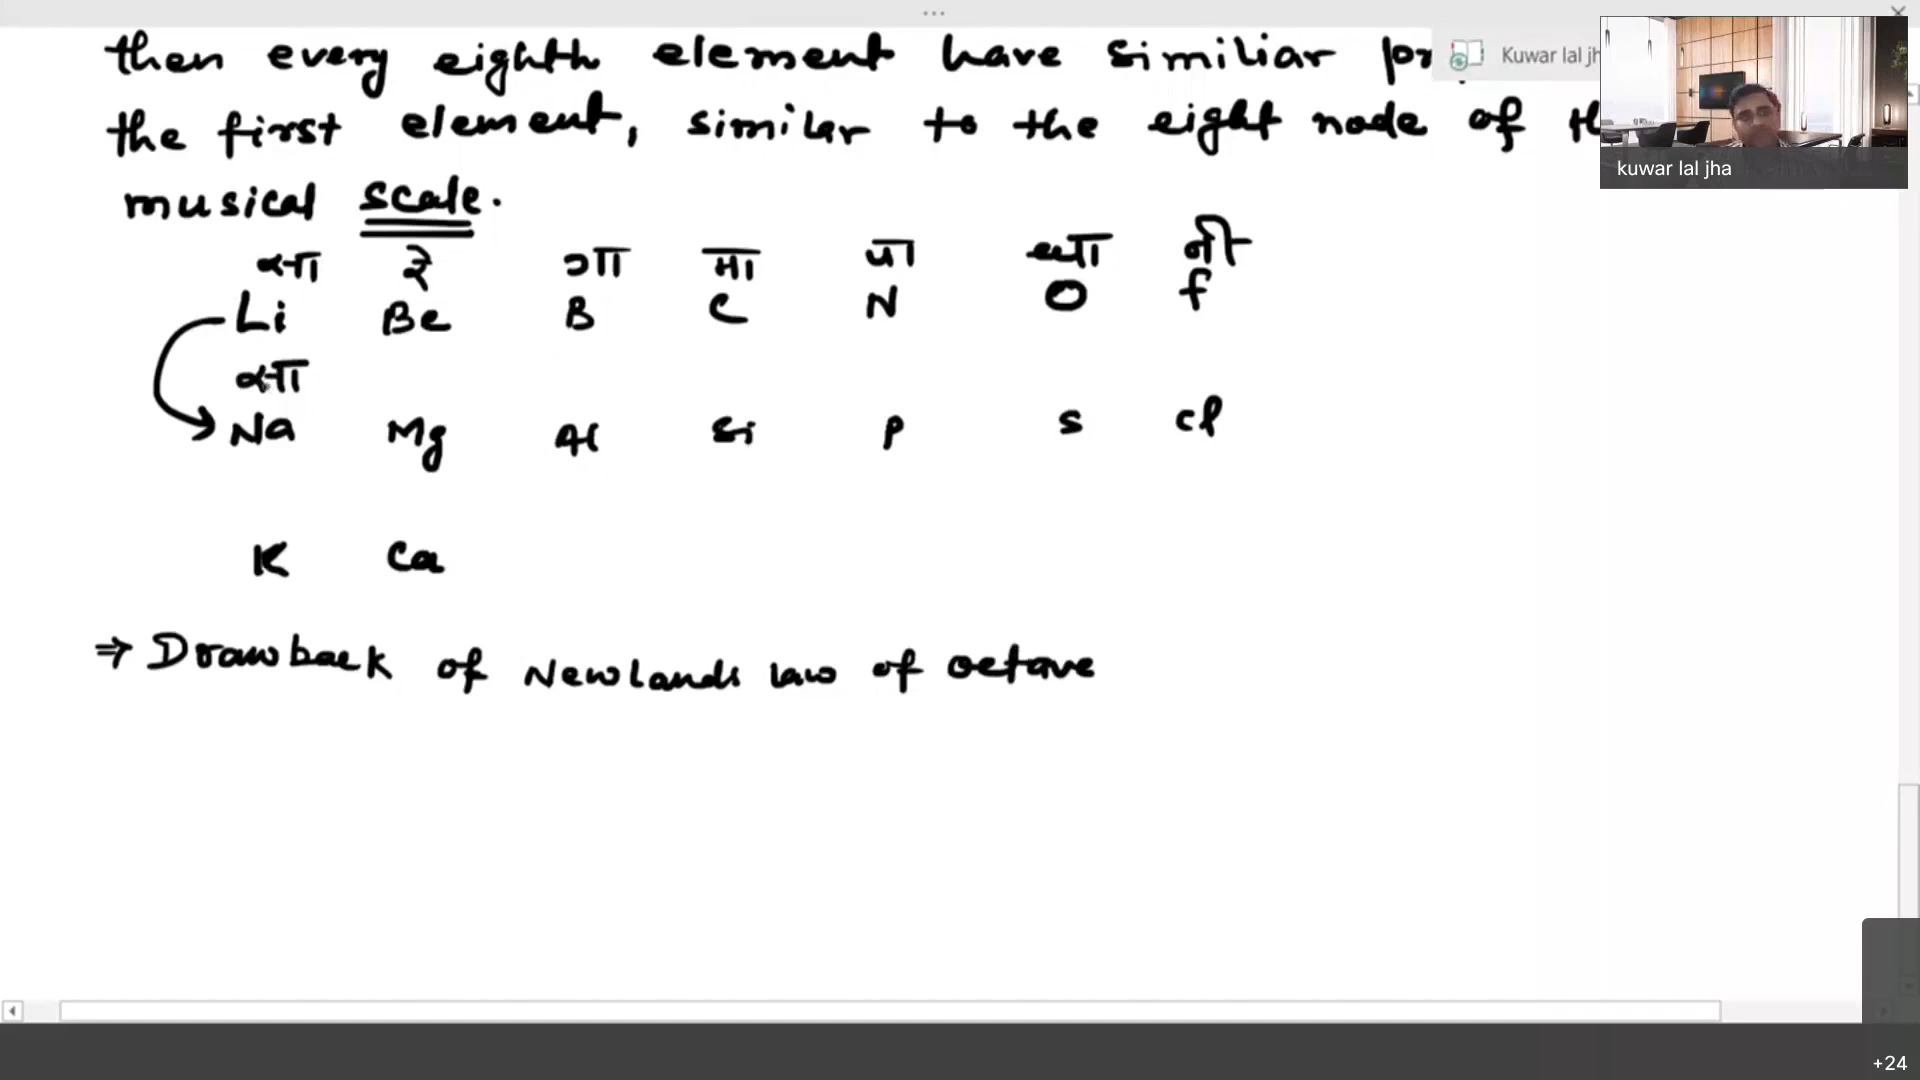 then every eighth element have similiar
Kuwar lal jh
the first element, similar to the eight node of
musical scale.
kuwar lal jha
सा रे गा मा पा धा नी
Li Be B C N O F
सा
Na Mg Al Si P S Cl
K Ca
⇒ Drawback of Newlands law of octave
+24